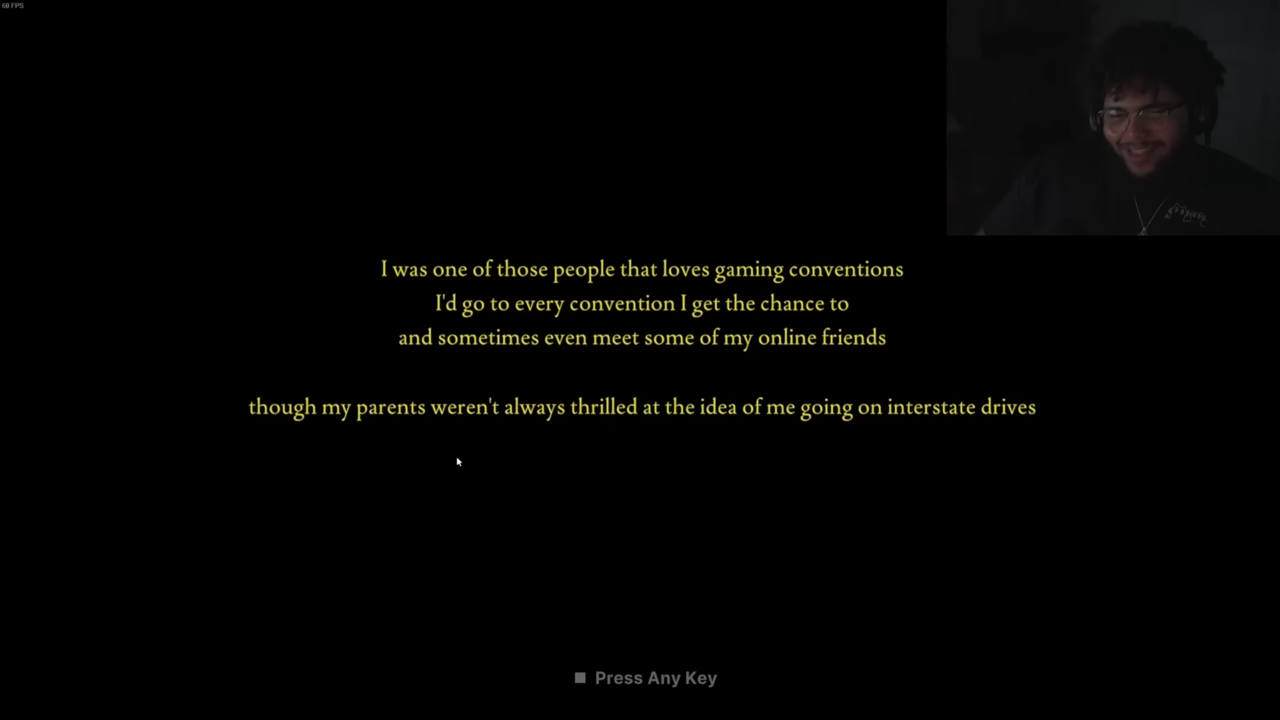 60 FPS
I was one of those people that loves gaming conventions
I'd go to every convention I get the chance to
and sometimes even meet some of my online friends
though my parents weren't always thrilled at the idea of me going on interstate drives
Press Any Key